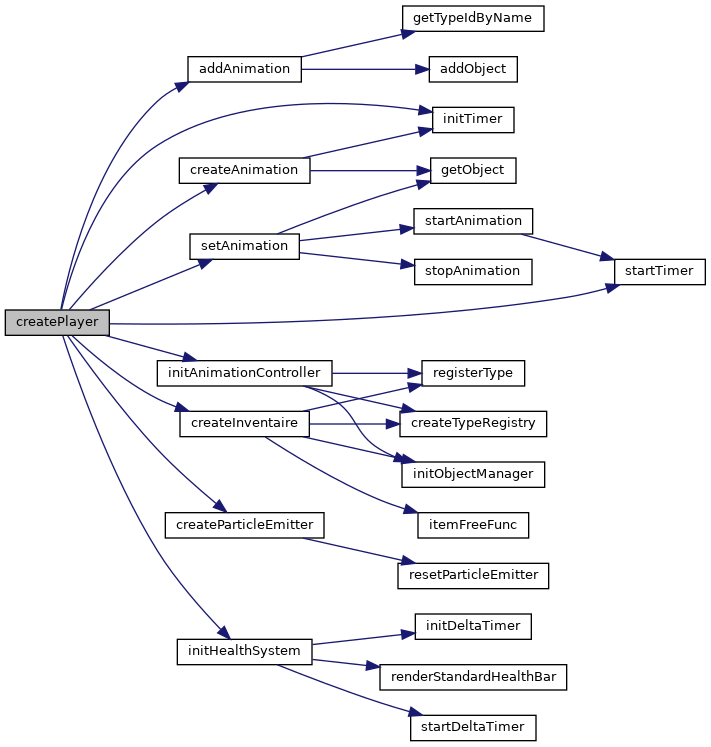 getTypeIdByName
addAnimation
addObject
initTimer
createAnimation
getObject
startAnimation
setAnimation
stopAnimation
startTimer
createPlayer
initAnimationController
registerType
createInventaire
createTypeRegistry
initObjectManager
createParticleEmitter
itemFreeFunc
resetParticleEmitter
initDeltaTimer
initHealthSystem
renderStandardHealthBar
startDeltaTimer